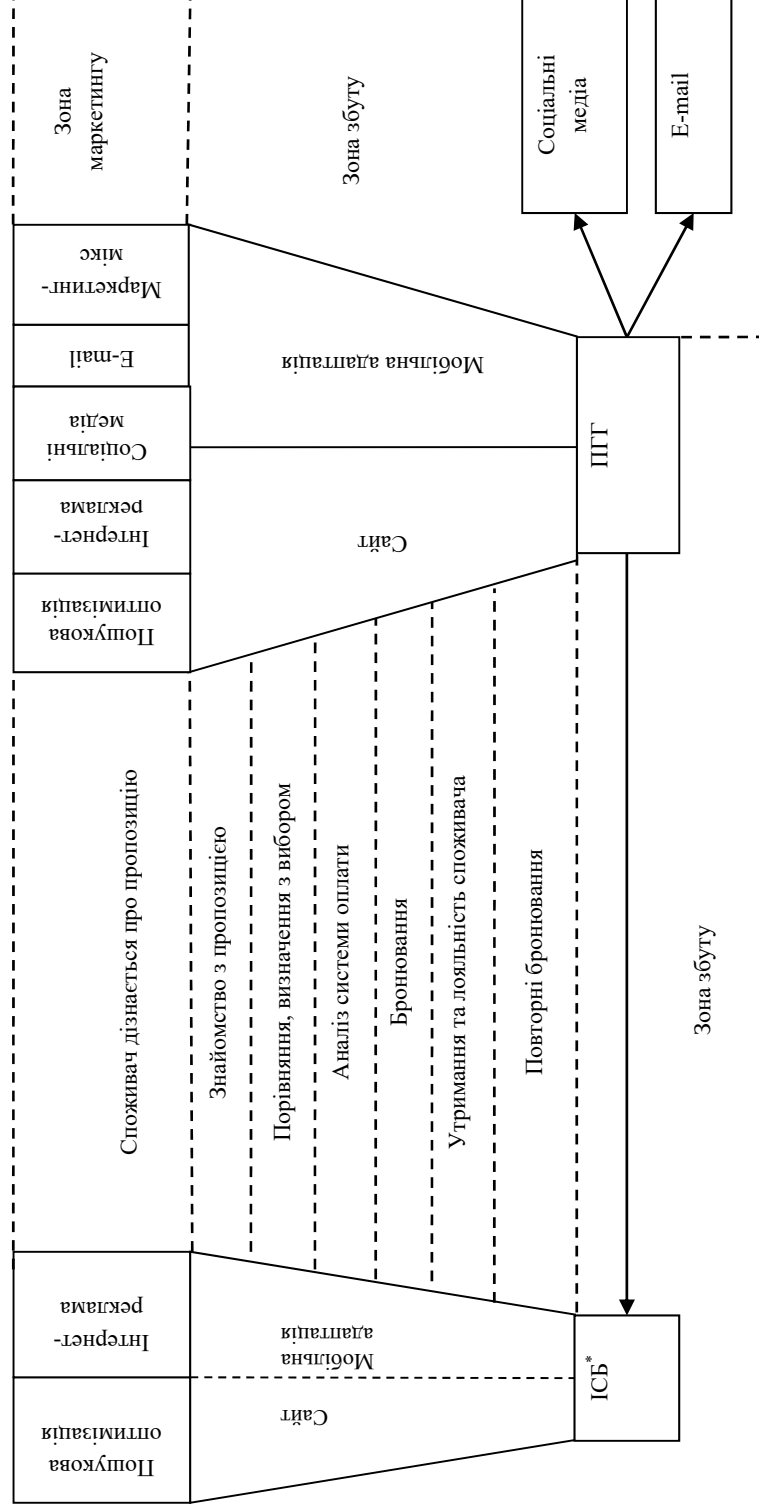 Пошукова
оптимізація
Інтернет-
реклама
Сайт
Мобільна
адаптація
ІСБ*
Споживач дізнається про пропозицію
Знайомство з пропозицією
Порівняння, визначення з вибором
Аналіз системи оплати
Бронювання
Утримання та лояльність споживача
Повторні бронювання
Зона збуту
Пошукова
оптимізація
Інтернет-
реклама
Соціальні
медіа
E-mail
Маркетинг-
мікс
Сайт
Мобільна адаптація
ПГГ
Зона
маркетингу
Зона збуту
Соціальні
медіа
E-mail